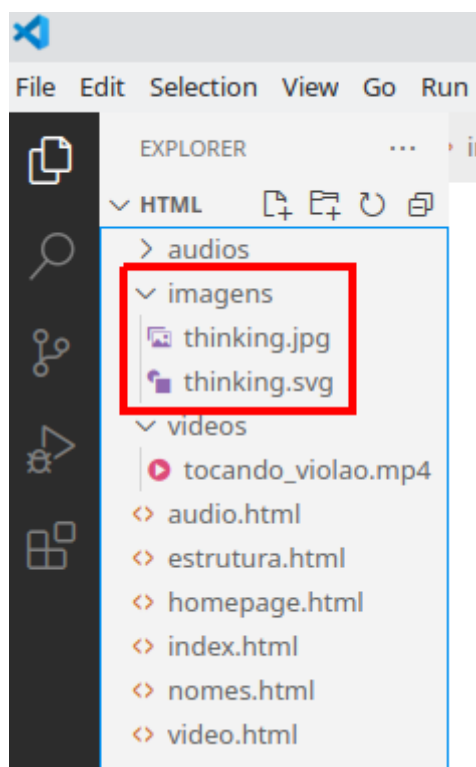 File Edit Selection View Go Run
EXPLORER ...
HTML
audios
imagens
thinking.jpg
thinking.svg
videos
tocando_violao.mp4
audio.html
estrutura.html
homepage.html
index.html
nomes.html
video.html